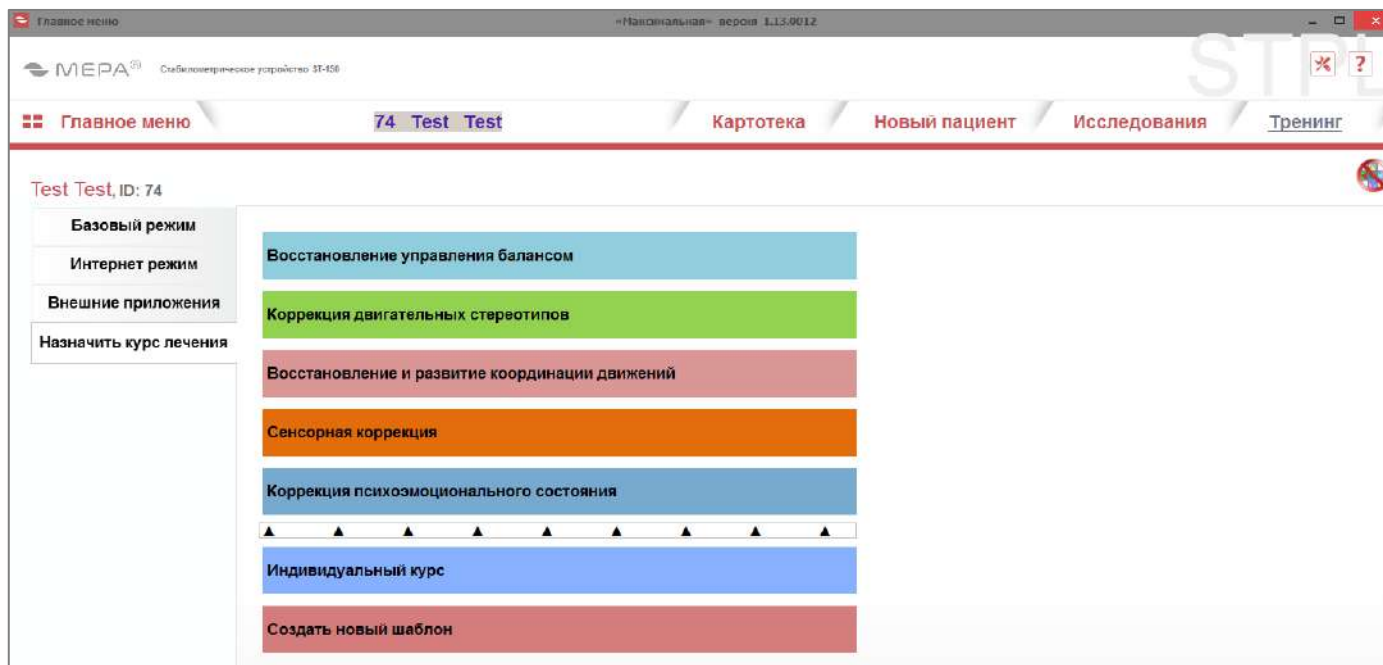 Главное меню «Максимальная» версия 1.13.0012
STPL
МЕРА Стабилометрическое устройство ST-150
?
Главное меню 74 Test Test Картотека Новый пациент Исследования Тренинг
Test Test, ID: 74
Базовый режим
Интернет режим
Внешние приложения
Назначить курс лечения
Восстановление управления балансом
Коррекция двигательных стереотипов
Восстановление и развитие координации движений
Сенсорная коррекция
Коррекция психоэмоционального состояния
Индивидуальный курс
Создать новый шаблон